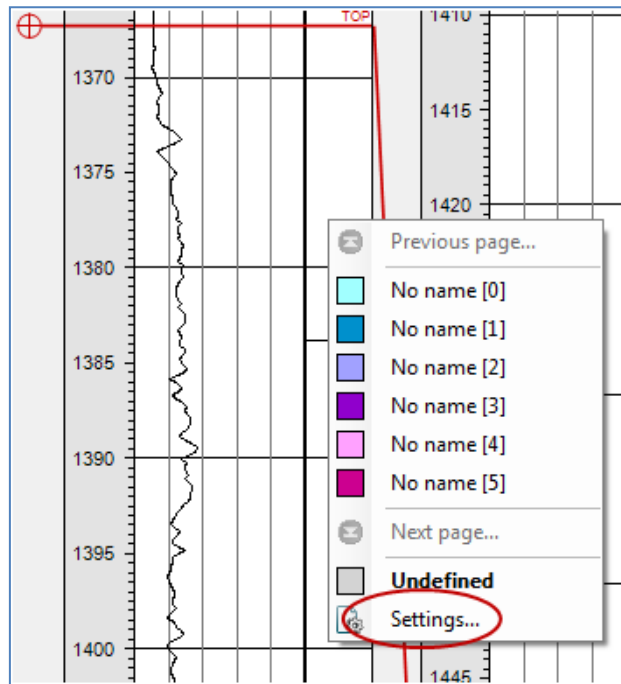 TOP
1370
1375
1380
1385
1390
1395
1400
1410
1415
1420
1445
Previous page...
No name [0]
No name [1]
No name [2]
No name [3]
No name [4]
No name [5]
Next page...
Undefined
Settings...